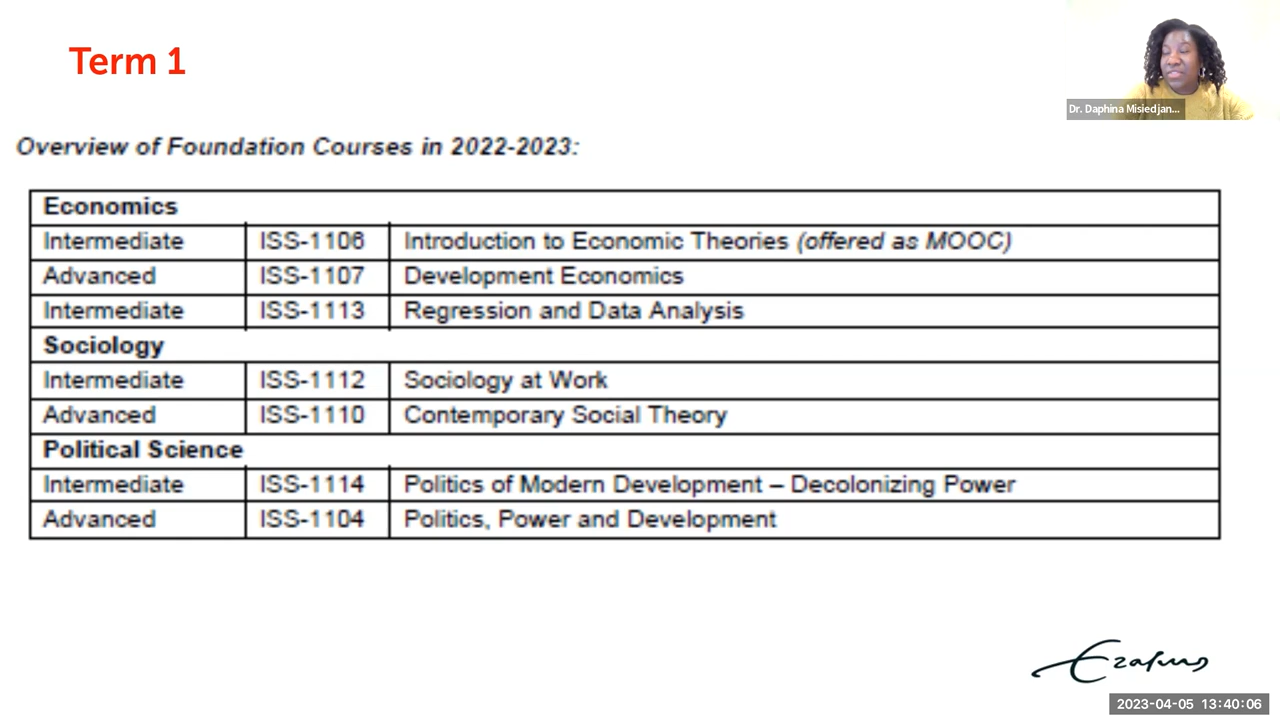 Term 1
Dr. Daphina Misiedjan...
Overview of Foundation Courses in 2022-2023:
Economics
Intermediate ISS-1106 Introduction to Economic Theories (offered as MOOC)
Advanced ISS-1107 Development Economics
Intermediate ISS-1113 Regression and Data Analysis
Sociology
Intermediate ISS-1112 Sociology at Work
Advanced ISS-1110 Contemporary Social Theory
Political Science
Intermediate ISS-1114 Politics of Modern Development – Decolonizing Power
Advanced ISS-1104 Politics, Power and Development
Erasmus
2023-04-05 13:40:06